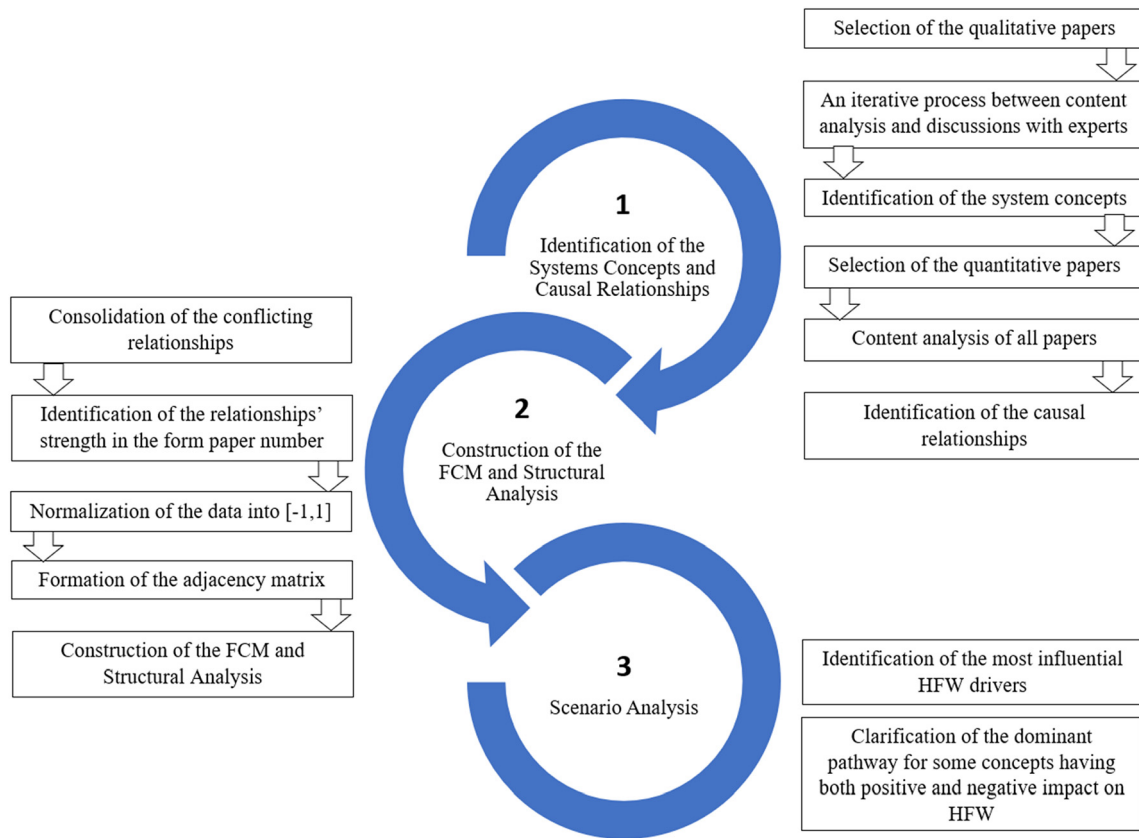 1
Identification of the
Systems Concepts and
Causal Relationships
Selection of the qualitative papers
An iterative process between content
analysis and discussions with experts
Identification of the system concepts
Selection of the quantitative papers
Content analysis of all papers
Identification of the causal
relationships
2
Construction of the
FCM and Structural
Analysis
Consolidation of the conflicting
relationships
Identification of the relationships’
strength in the form paper number
Normalization of the data into [-1,1]
Formation of the adjacency matrix
Construction of the FCM and
Structural Analysis
3
Scenario Analysis
Identification of the most influential
HFW drivers
Clarification of the dominant
pathway for some concepts having
both positive and negative impact on
HFW